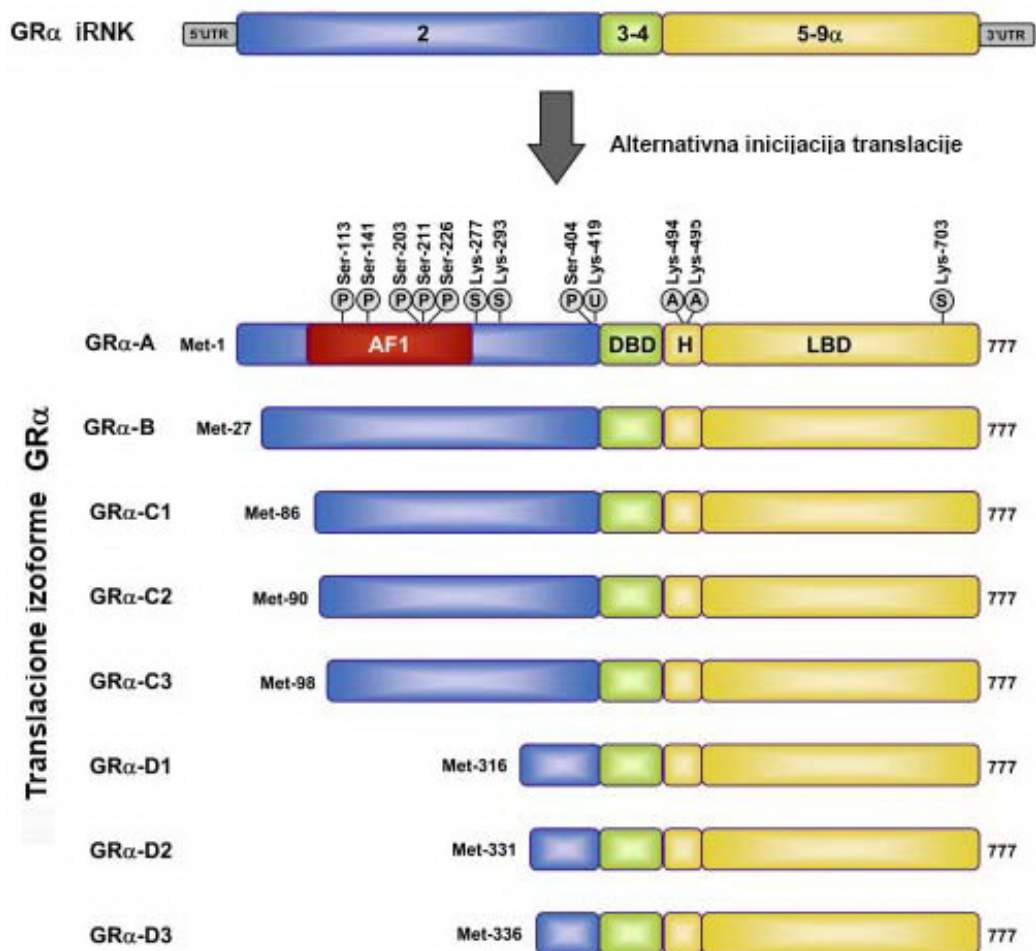 GRα iRNK 5'UTR 2 3-4 5-9α 3'UTR
Alternativna inicijacija translacije
Ser-113 Ser-141 Ser-203 Ser-211 Ser-226 Lys-277 Lys-293 Ser-404 Lys-419 Lys-494 Lys-495 Lys-703
P P P P P S S P U A A S
GRα-A Met-1 AF1 DBD H LBD 777
Translacione izoforme GRα
GRα-B Met-27 777
GRα-C1 Met-86 777
GRα-C2 Met-90 777
GRα-C3 Met-98 777
GRα-D1 Met-316 777
GRα-D2 Met-331 777
GRα-D3 Met-336 777